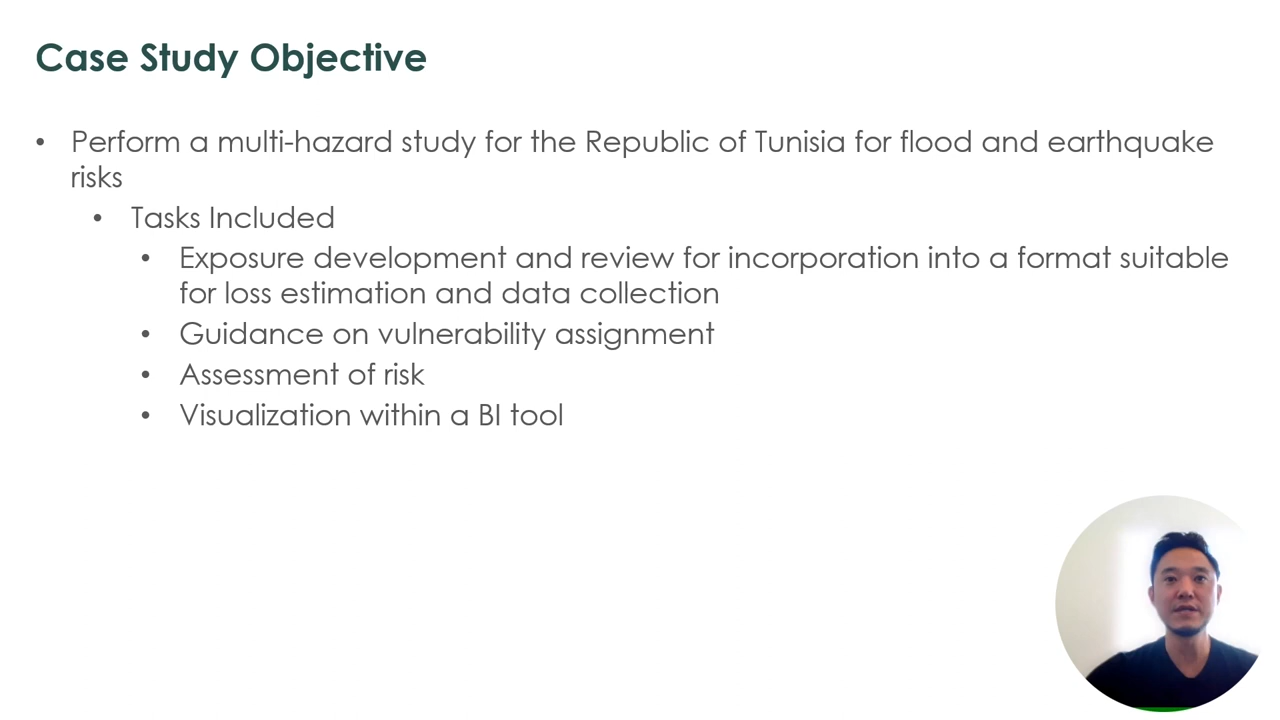 Case Study Objective
• Perform a multi-hazard study for the Republic of Tunisia for flood and earthquake
risks
• Tasks Included
• Exposure development and review for incorporation into a format suitable
for loss estimation and data collection
• Guidance on vulnerability assignment
• Assessment of risk
• Visualization within a BI tool